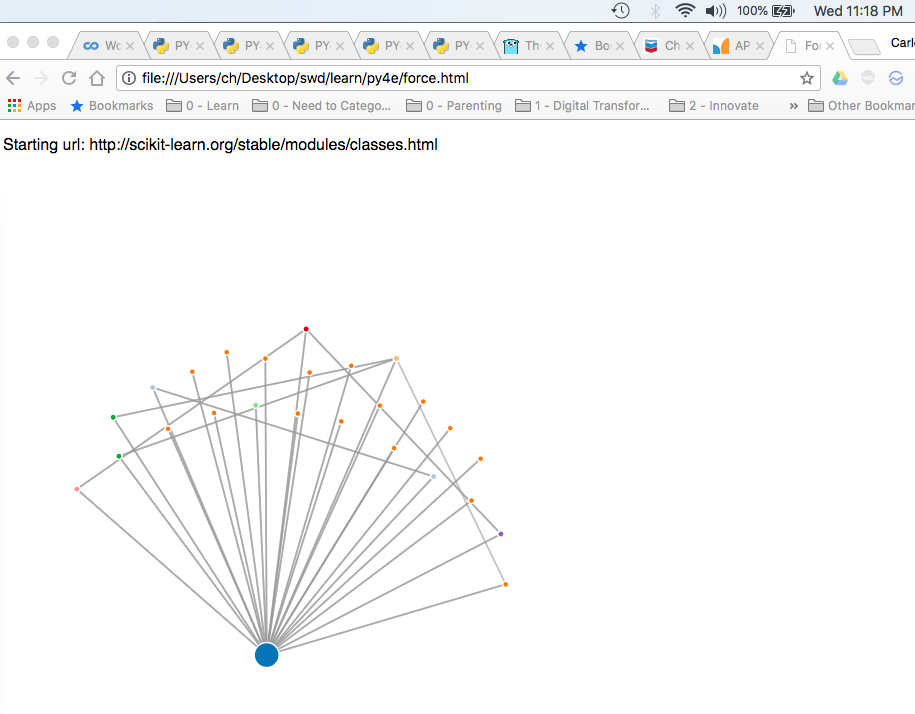 100% Wed 11:18 PM
Wc PY PY PY PY PY Th Bo Ch AP Fo Carl
file:///Users/ch/Desktop/swd/learn/py4e/force.html
Apps Bookmarks 0 - Learn 0 - Need to Catego... 0 - Parenting 1 - Digital Transfor... 2 - Innovate » Other Bookmar
Starting url: http://scikit-learn.org/stable/modules/classes.html